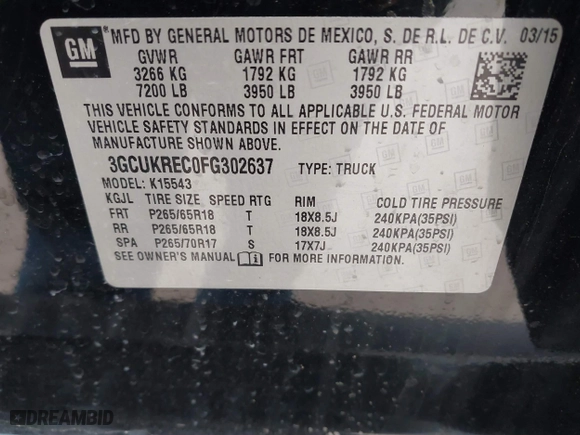 GM
MFD BY GENERAL MOTORS DE MEXICO, S. DE R.L. DE C.V. 03/15
GVWR GAWR FRT GAWR RR
3266 KG 1792 KG 1792 KG
7200 LB 3950 LB 3950 LB
THIS VEHICLE CONFORMS TO ALL APPLICABLE U.S. FEDERAL MOTOR
VEHICLE SAFETY STANDARDS IN EFFECT ON THE DATE OF
MANUFACTURE SHOWN ABOVE.
3GCUKREC0FG302637 TYPE: TRUCK
MODEL: K15543
KGJL TIRE SIZE SPEED RTG RIM COLD TIRE PRESSURE
FRT P265/65R18 T 18X8.5J 240KPA(35PSI)
RR P265/65R18 T 18X8.5J 240KPA(35PSI)
SPA P265/70R17 S 17X7J 240KPA(35PSI)
SEE OWNER'S MANUAL FOR MORE INFORMATION.
DREAMBID